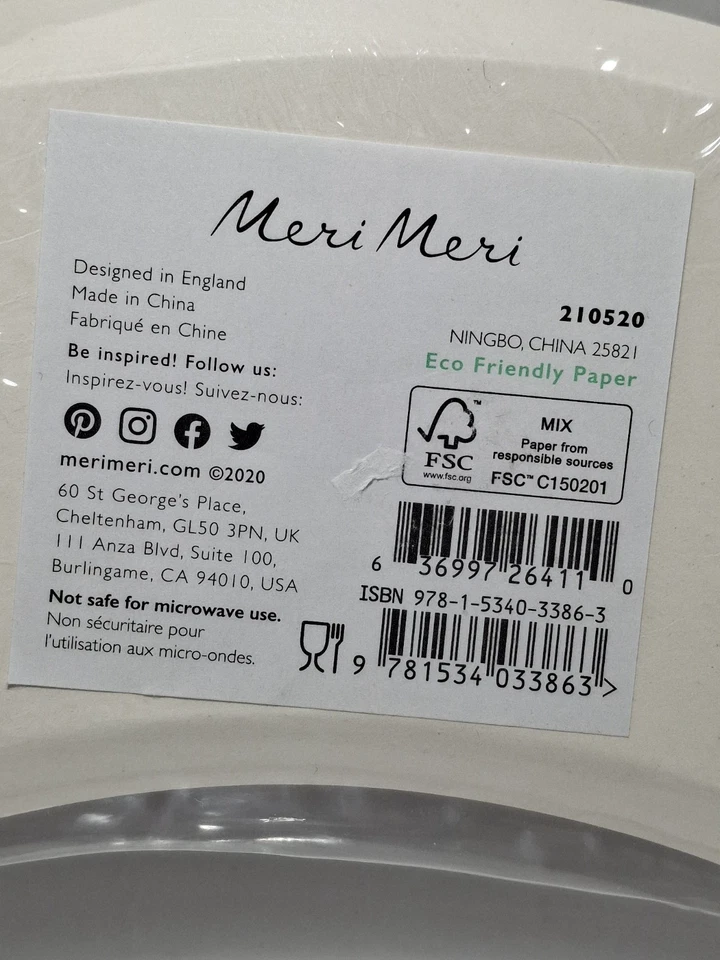 Meri Meri
Designed in England
Made in China
Fabriqué en Chine
Be inspired! Follow us:
Inspirez-vous! Suivez-nous:
merimeri.com ©2020
60 St George's Place,
Cheltenham, GL50 3PN, UK
111 Anza Blvd, Suite 100,
Burlingame, CA 94010, USA
Not safe for microwave use.
Non sécuritaire pour
l'utilisation aux micro-ondes.
210520
NINGBO, CHINA 25821
Eco Friendly Paper
FSC
www.fsc.org
™
MIX
Paper from
responsible sources
FSC™ C150201
6 36997 26411 0
ISBN 978-1-5340-3386-3
9 781534 033863 >